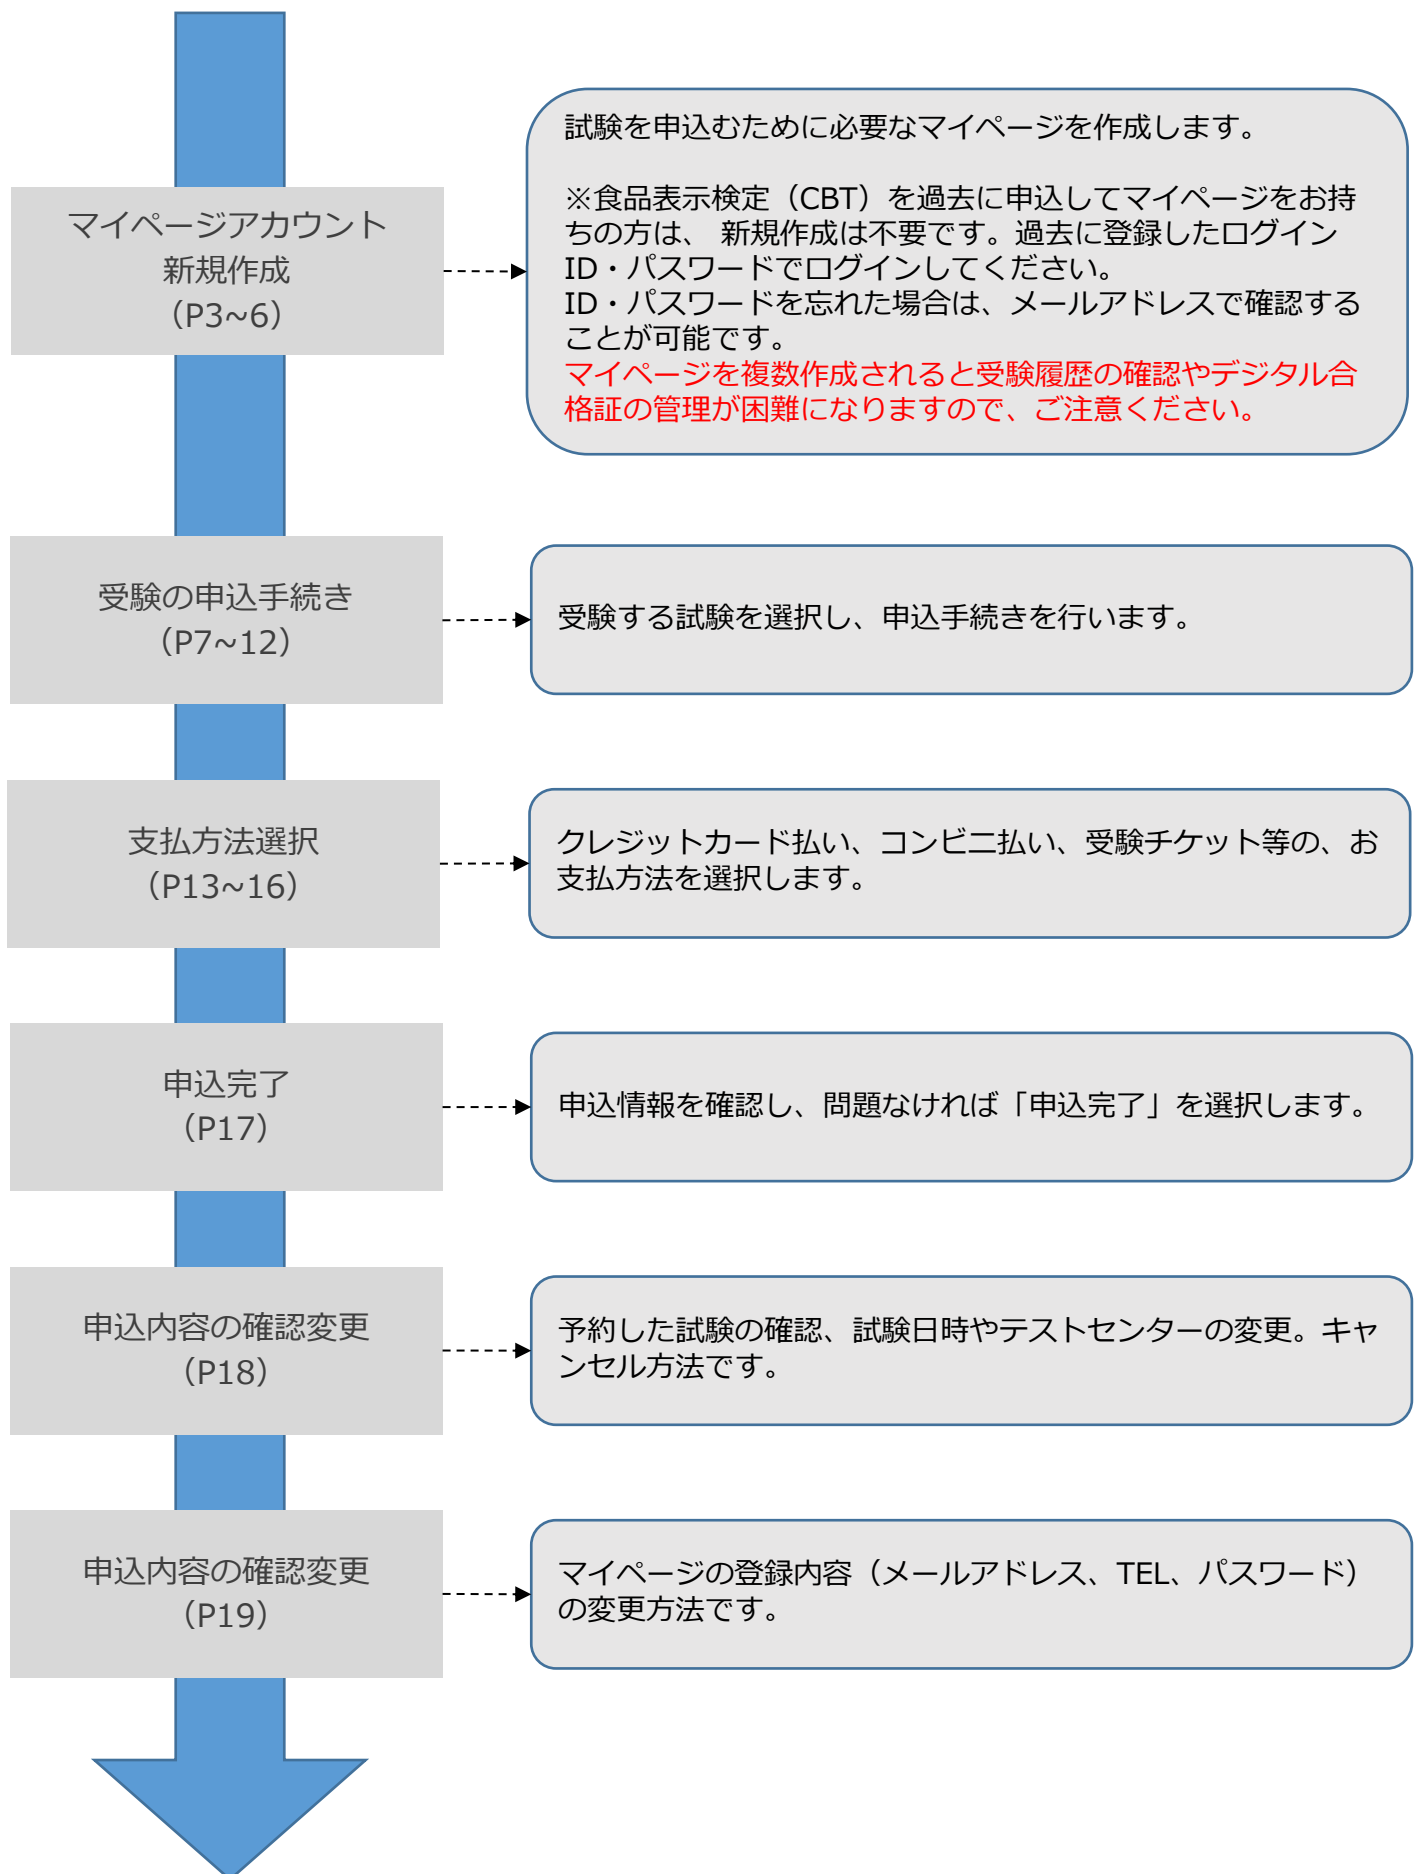 マイページアカウント
新規作成
（P3~6）
試験を申込むために必要なマイページを作成します。
※食品表示検定（CBT）を過去に申込してマイページをお持
ちの方は、 新規作成は不要です。過去に登録したログイン
ID・パスワードでログインしてください。
ID・パスワードを忘れた場合は、メールアドレスで確認する
ことが可能です。
マイページを複数作成されると受験履歴の確認やデジタル合
格証の管理が困難になりますので、ご注意ください。
受験の申込手続き
（P7~12）
受験する試験を選択し、申込手続きを行います。
支払方法選択
（P13~16）
クレジットカード払い、コンビニ払い、受験チケット等の、お
支払方法を選択します。
申込完了
（P17）
申込情報を確認し、問題なければ「申込完了」を選択します。
申込内容の確認変更
（P18）
予約した試験の確認、試験日時やテストセンターの変更。キャ
ンセル方法です。
申込内容の確認変更
（P19）
マイページの登録内容（メールアドレス、TEL、パスワード）
の変更方法です。